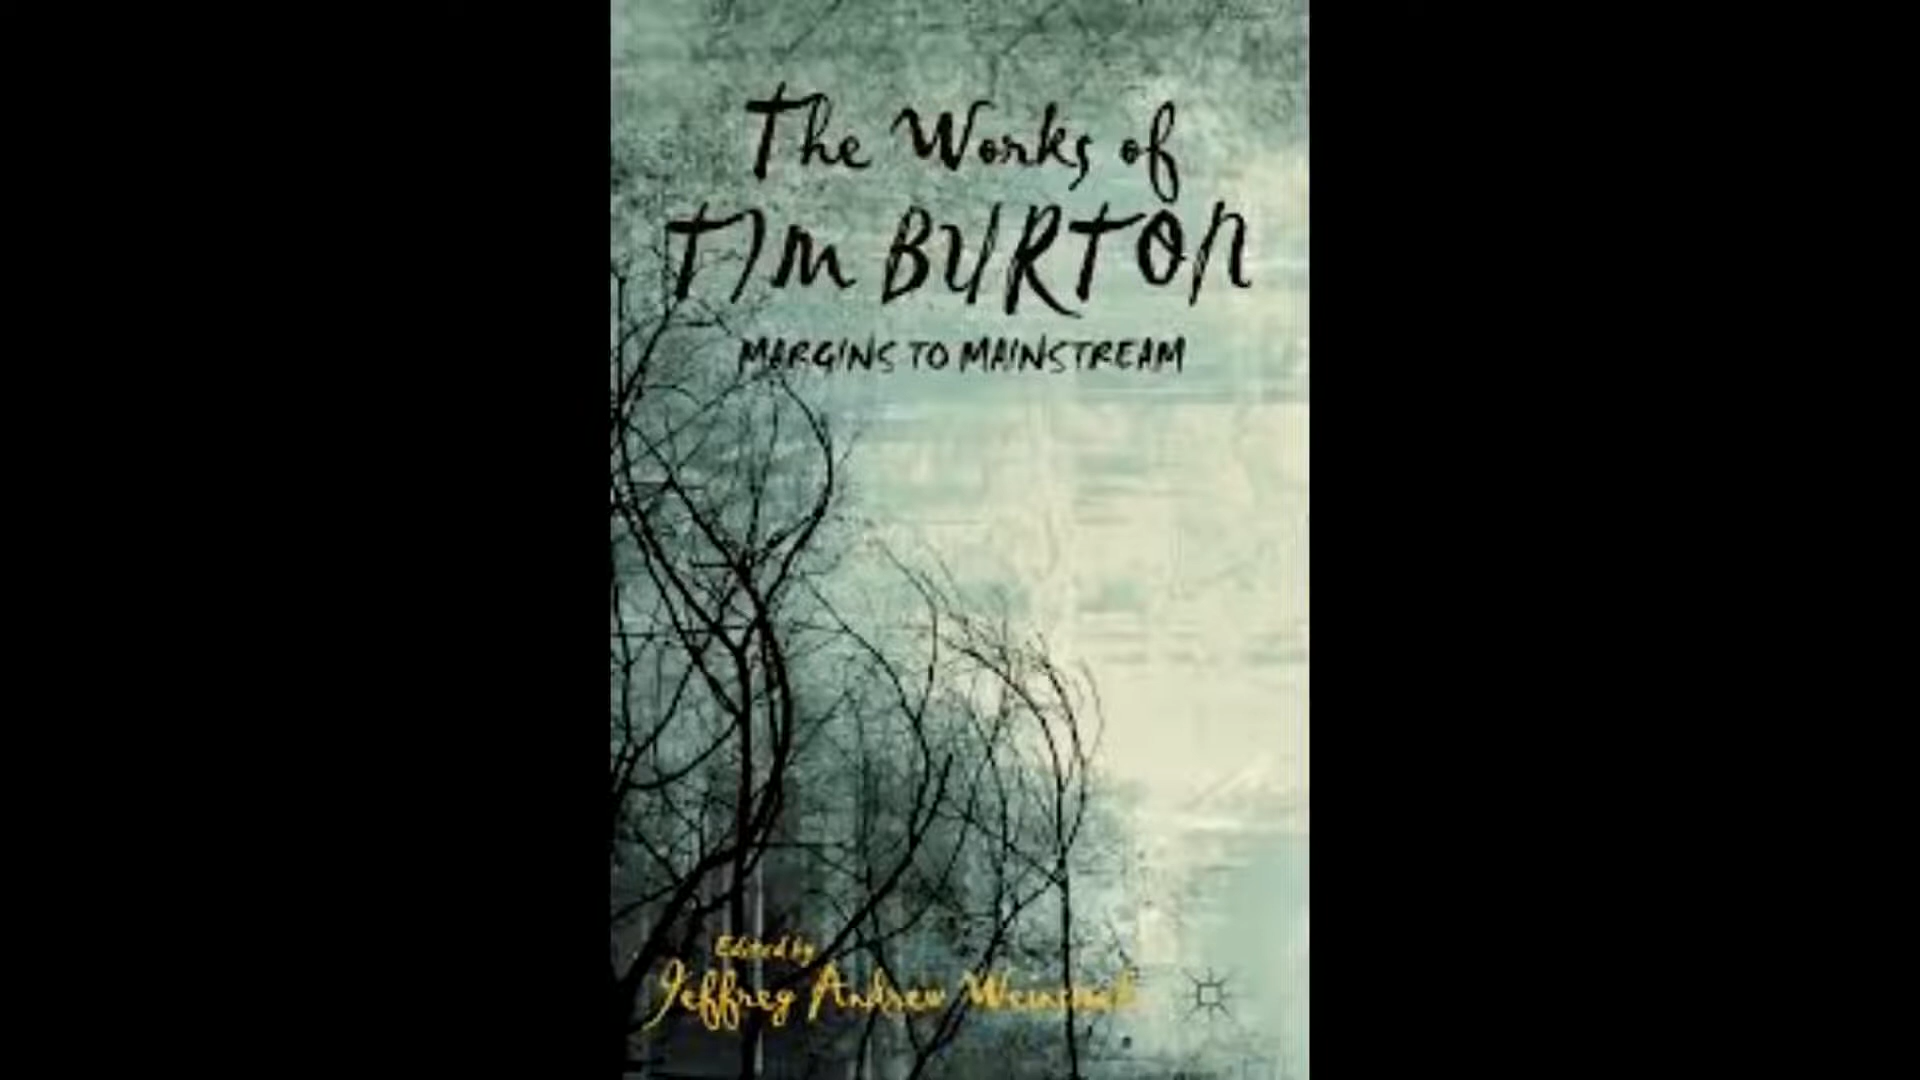 The Works of
TIM BURTON
MARGINS TO MAINSTREAM
Edited by
Jeffrey Andrew Weinstock